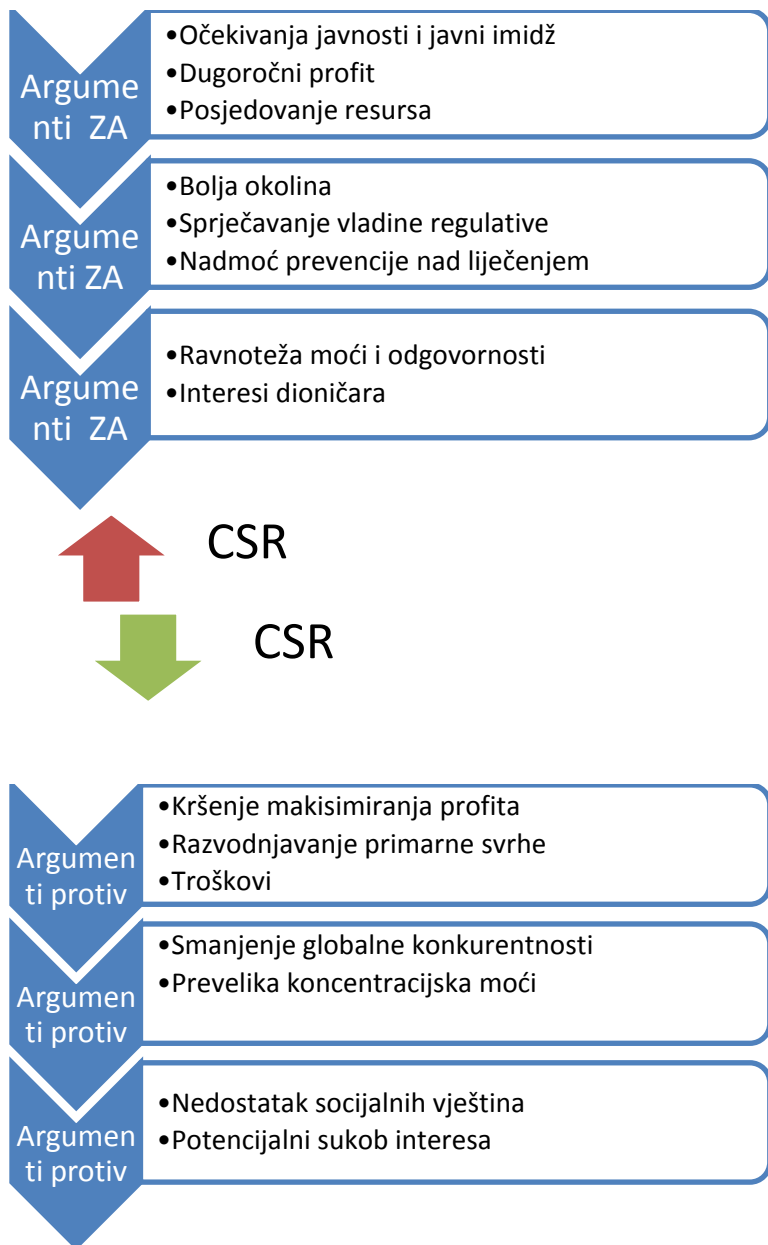 Argume
nti ZA
•Očekivanja javnosti i javni imidž
•Dugoročni profit
•Posjedovanje resursa
Argume
nti ZA
•Bolja okolina
•Sprječavanje vladine regulative
•Nadmoć prevencije nad liječenjem
Argume
nti ZA
•Ravnoteža moći i odgovornosti
•Interesi dioničara
CSR
CSR
Argumen
ti protiv
•Kršenje makisimiranja profita
•Razvodnjavanje primarne svrhe
•Troškovi
Argumen
ti protiv
•Smanjenje globalne konkurentnosti
•Prevelika koncentracijska moći
Argumen
ti protiv
•Nedostatak socijalnih vještina
•Potencijalni sukob interesa